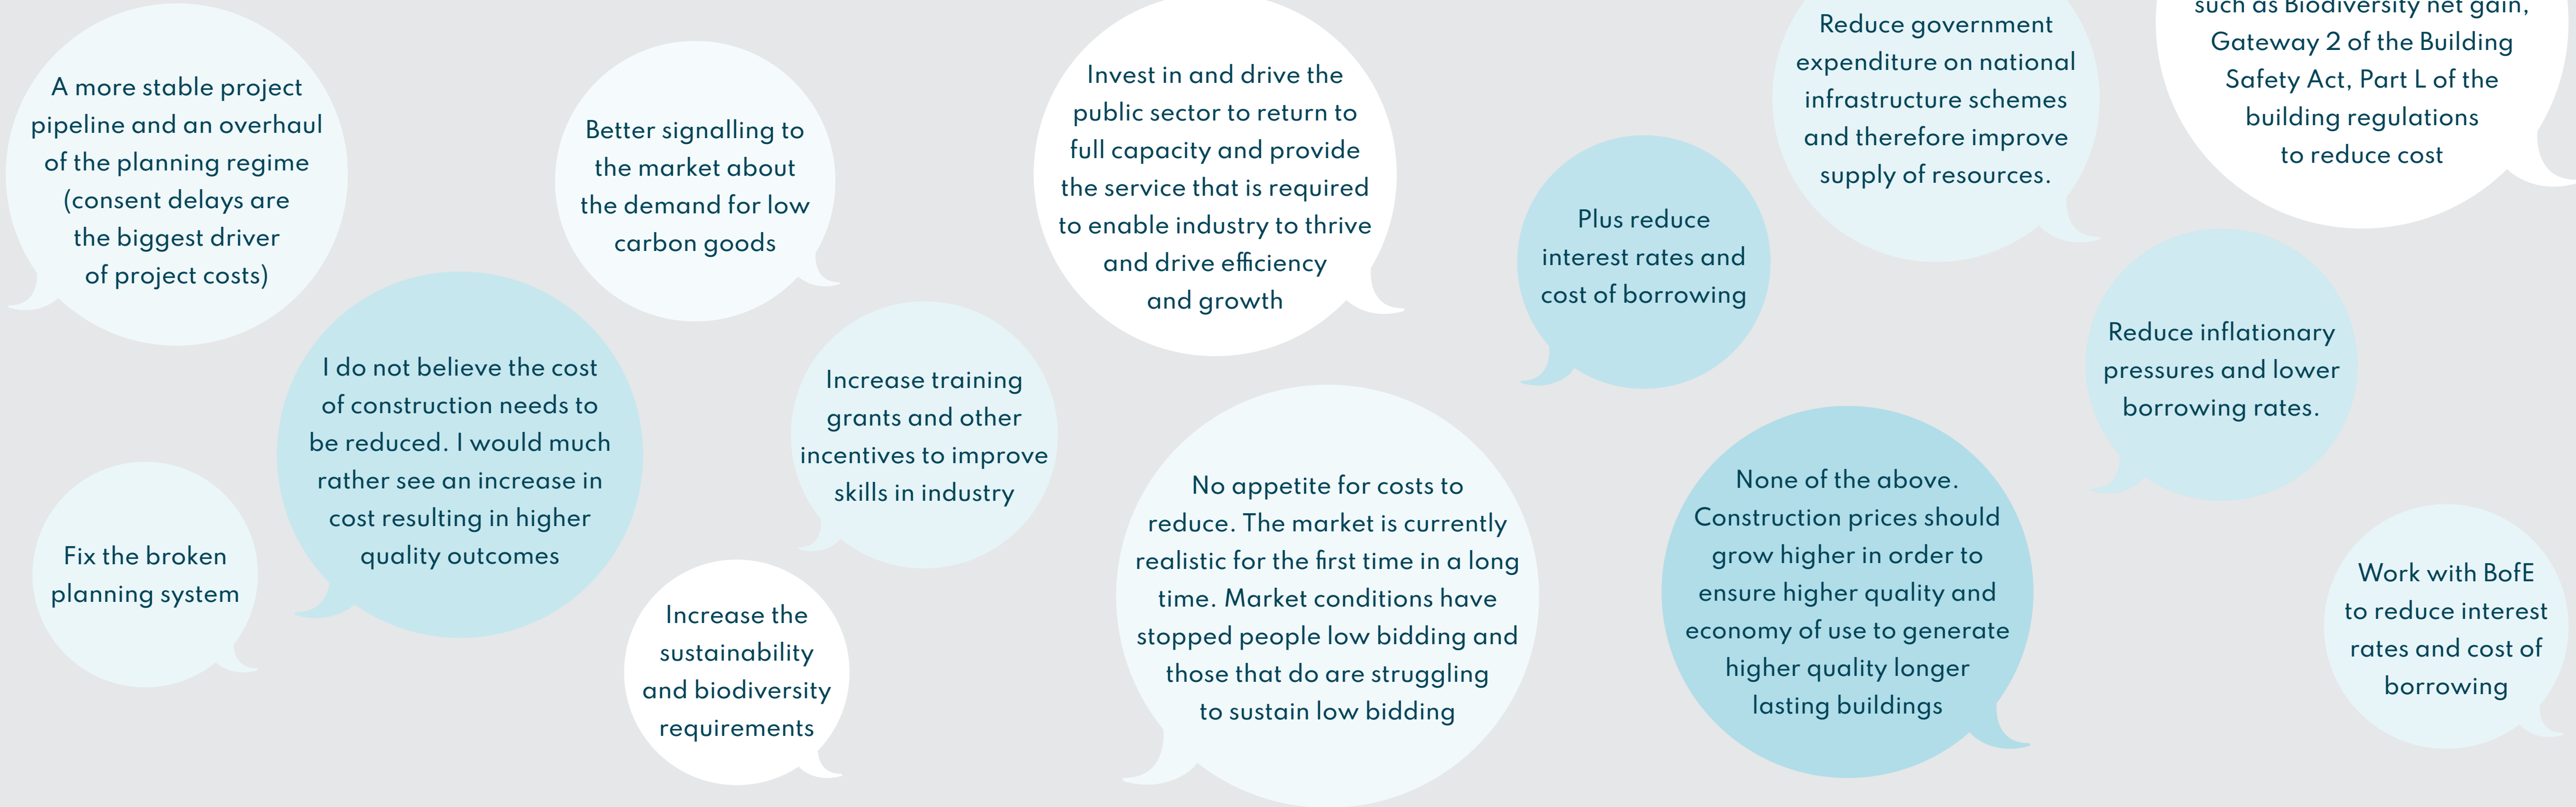 A more stable project
pipeline and an overhaul
of the planning regime
(consent delays are
the biggest driver
of project costs)
Better signalling to
the market about
the demand for low
carbon goods
Invest in and drive the
public sector to return to
full capacity and provide
the service that is required
to enable industry to thrive
and drive efficiency
and growth
Plus reduce
interest rates and
cost of borrowing
Reduce government
expenditure on national
infrastructure schemes
and therefore improve
supply of resources.
such as Biodiversity net gain,
Gateway 2 of the Building
Safety Act, Part L of the
building regulations
to reduce cost
I do not believe the cost
of construction needs to
be reduced. I would much
rather see an increase in
cost resulting in higher
quality outcomes
Increase training
grants and other
incentives to improve
skills in industry
Reduce inflationary
pressures and lower
borrowing rates.
Fix the broken
planning system
Increase the
sustainability
and biodiversity
requirements
No appetite for costs to
reduce. The market is currently
realistic for the first time in a long
time. Market conditions have
stopped people low bidding and
those that do are struggling
to sustain low bidding
None of the above.
Construction prices should
grow higher in order to
ensure higher quality and
economy of use to generate
higher quality longer
lasting buildings
Work with BofE
to reduce interest
rates and cost of
borrowing